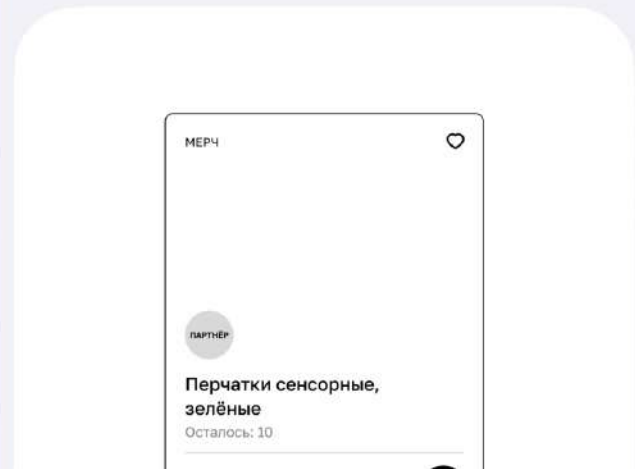 МЕРЧ
ПАРТНЁР
Перчатки сенсорные,
зелёные
Осталось: 10